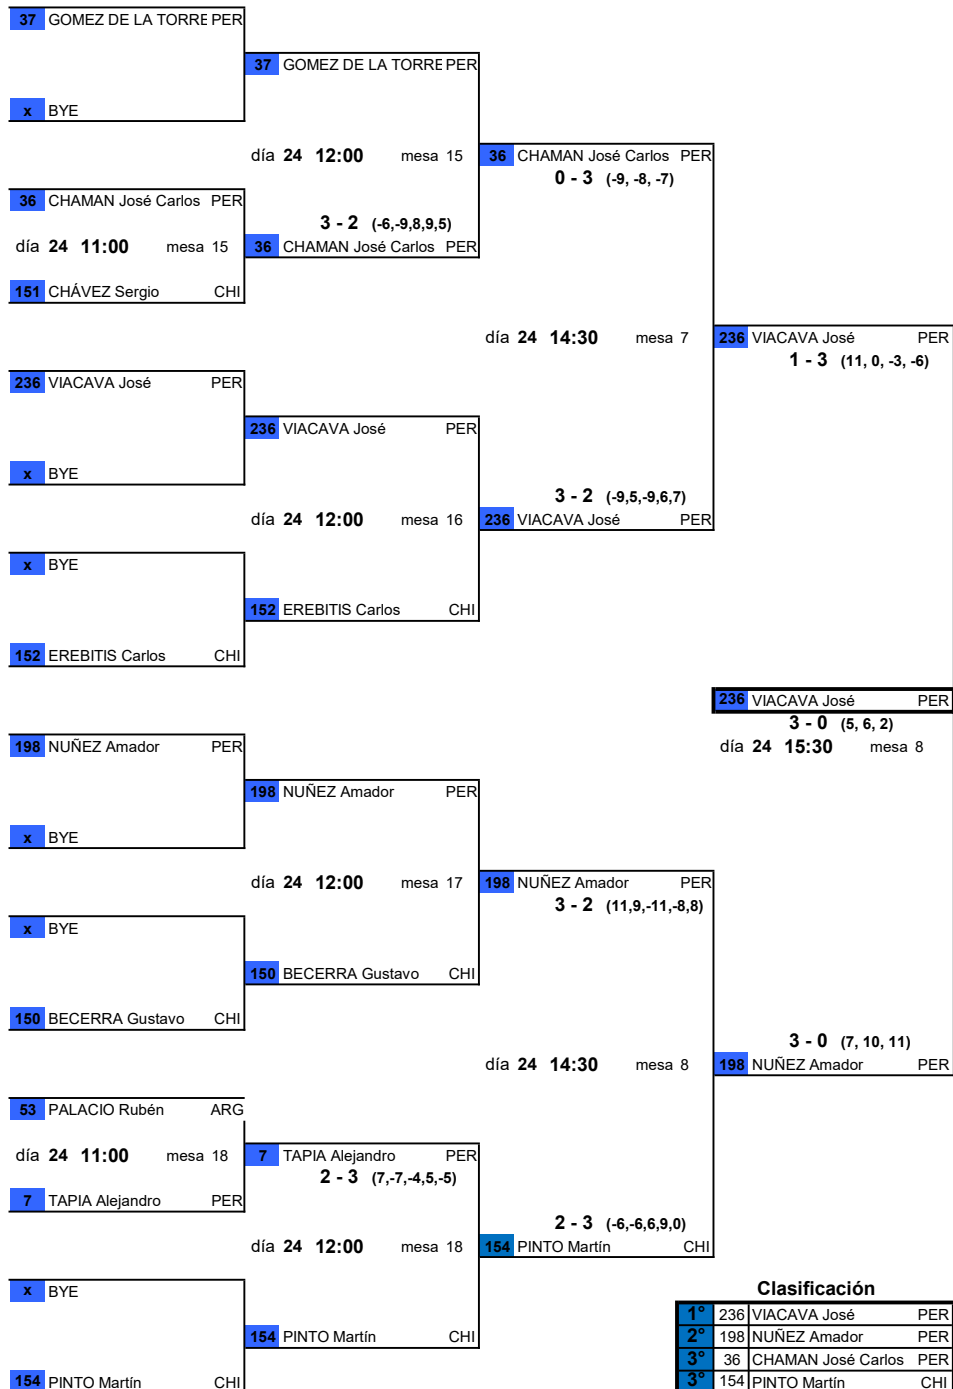 37 GOMEZ DE LA TORRE PER
37 GOMEZ DE LA TORRE PER
x BYE
día 24 12:00 mesa 15
36 CHAMAN José Carlos PER
0 - 3 (-9, -8, -7)
36 CHAMAN José Carlos PER
3 - 2 (-6,-9,8,9,5)
día 24 11:00 mesa 15
36 CHAMAN José Carlos PER
151 CHÁVEZ Sergio CHI
día 24 14:30 mesa 7
236 VIACAVA José PER
1 - 3 (11, 0, -3, -6)
236 VIACAVA José PER
236 VIACAVA José PER
x BYE
3 - 2 (-9,5,-9,6,7)
día 24 12:00 mesa 16
236 VIACAVA José PER
x BYE
152 EREBITIS Carlos CHI
152 EREBITIS Carlos CHI
236 VIACAVA José PER
3 - 0 (5, 6, 2)
día 24 15:30 mesa 8
198 NUÑEZ Amador PER
198 NUÑEZ Amador PER
x BYE
día 24 12:00 mesa 17
198 NUÑEZ Amador PER
3 - 2 (11,9,-11,-8,8)
x BYE
150 BECERRA Gustavo CHI
150 BECERRA Gustavo CHI
3 - 0 (7, 10, 11)
día 24 14:30 mesa 8
198 NUÑEZ Amador PER
53 PALACIO Rubén ARG
día 24 11:00 mesa 18
7 TAPIA Alejandro PER
2 - 3 (7,-7,-4,5,-5)
7 TAPIA Alejandro PER
2 - 3 (-6,-6,6,9,0)
día 24 12:00 mesa 18
154 PINTO Martín CHI
x BYE
154 PINTO Martín CHI
154 PINTO Martín CHI
Clasificación
1° 236 VIACAVA José PER
2° 198 NUÑEZ Amador PER
3° 36 CHAMAN José Carlos PER
3° 154 PINTO Martín CHI